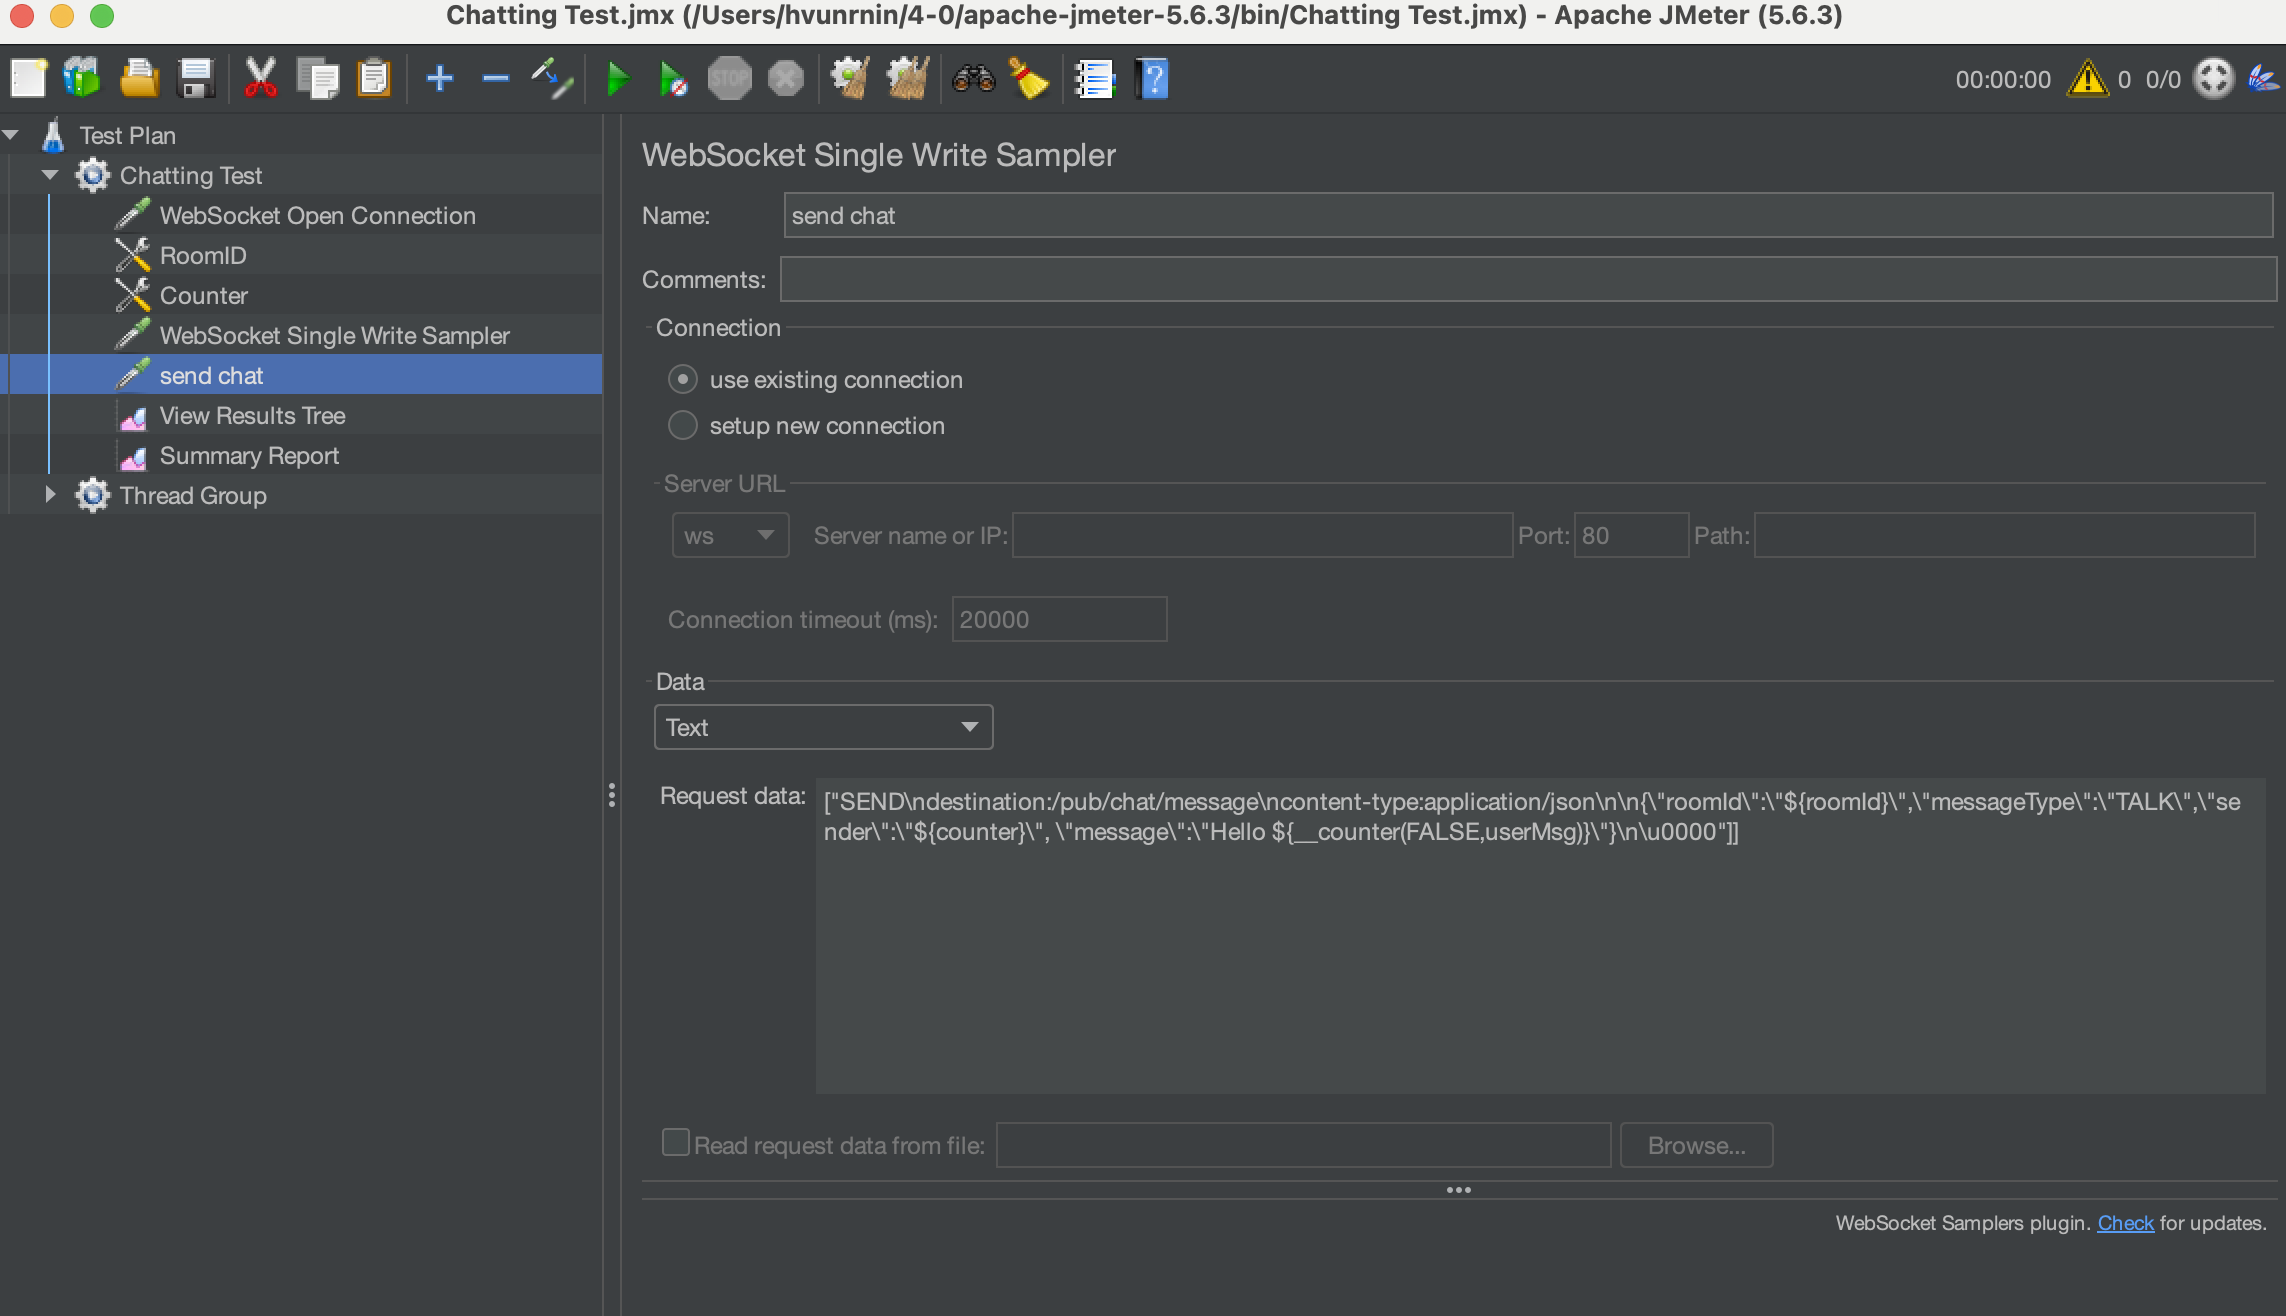 Chatting Test.jmx (/Users/hvunrnin/4-0/apache-jmeter-5.6.3/bin/Chatting Test.jmx) - Apache JMeter (5.6.3)
STOP
?
00:00:00
!
0
0/0
Test Plan
Chatting Test
WebSocket Open Connection
RoomID
Counter
WebSocket Single Write Sampler
send chat
View Results Tree
Summary Report
Thread Group
WebSocket Single Write Sampler
Name: send chat
Comments:
Connection
use existing connection
setup new connection
Server URL
ws Server name or IP: Port: 80 Path:
Connection timeout (ms): 20000
Data
Text
Request data: ["SEND\ndestination:/pub/chat/message\ncontent-type:application/json\n\n{\"roomId\":\"${roomId}\",\"messageType\":\"TALK\",\"se
nder\":\"${counter}\", \"message\":\"Hello ${__counter(FALSE,userMsg)}\"}\n\u0000"]]
Read request data from file: Browse...
WebSocket Samplers plugin. Check for updates.